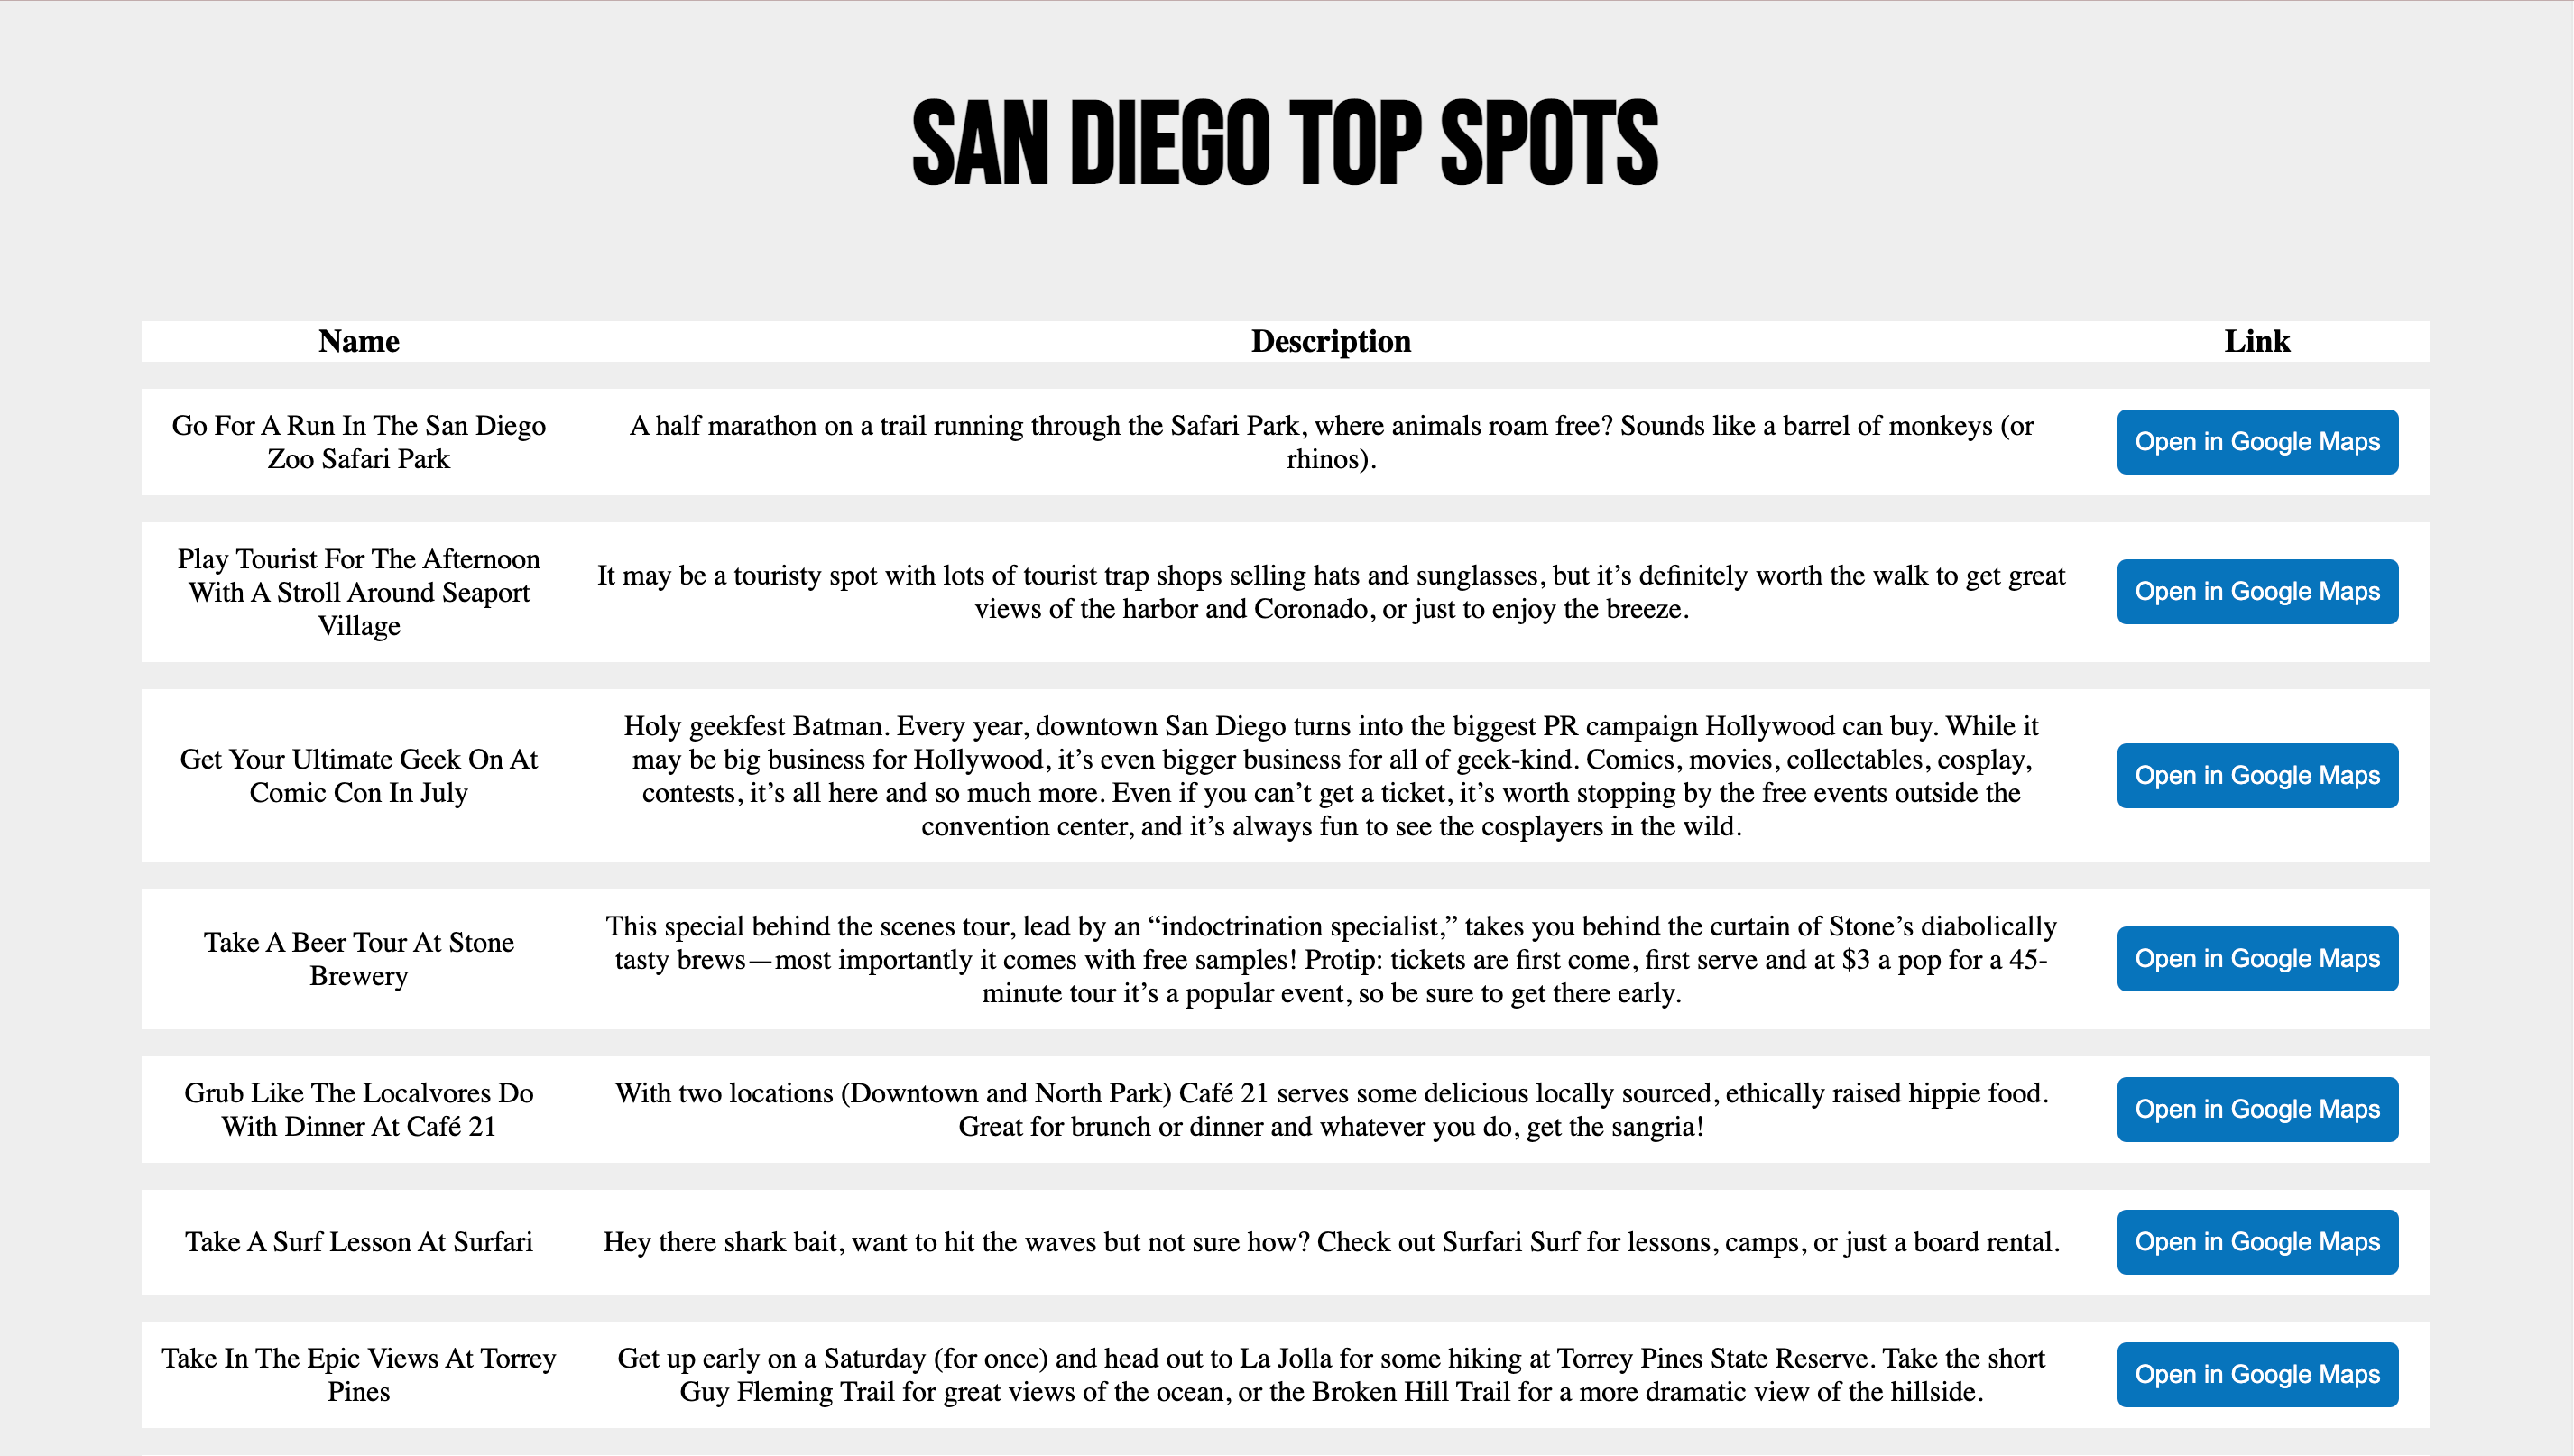 SAN DIEGO TOP SPOTS
Name Description Link
Go For A Run In The San Diego
Zoo Safari Park
A half marathon on a trail running through the Safari Park, where animals roam free? Sounds like a barrel of monkeys (or
rhinos).
Open in Google Maps
Play Tourist For The Afternoon
With A Stroll Around Seaport
Village
It may be a touristy spot with lots of tourist trap shops selling hats and sunglasses, but it’s definitely worth the walk to get great
views of the harbor and Coronado, or just to enjoy the breeze.
Open in Google Maps
Get Your Ultimate Geek On At
Comic Con In July
Holy geekfest Batman. Every year, downtown San Diego turns into the biggest PR campaign Hollywood can buy. While it
may be big business for Hollywood, it’s even bigger business for all of geek-kind. Comics, movies, collectables, cosplay,
contests, it’s all here and so much more. Even if you can’t get a ticket, it’s worth stopping by the free events outside the
convention center, and it’s always fun to see the cosplayers in the wild.
Open in Google Maps
Take A Beer Tour At Stone
Brewery
This special behind the scenes tour, lead by an “indoctrination specialist,” takes you behind the curtain of Stone’s diabolically
tasty brews—most importantly it comes with free samples! Protip: tickets are first come, first serve and at $3 a pop for a 45-
minute tour it’s a popular event, so be sure to get there early.
Open in Google Maps
Grub Like The Localvores Do
With Dinner At Café 21
With two locations (Downtown and North Park) Café 21 serves some delicious locally sourced, ethically raised hippie food.
Great for brunch or dinner and whatever you do, get the sangria!
Open in Google Maps
Take A Surf Lesson At Surfari
Hey there shark bait, want to hit the waves but not sure how? Check out Surfari Surf for lessons, camps, or just a board rental.
Open in Google Maps
Take In The Epic Views At Torrey
Pines
Get up early on a Saturday (for once) and head out to La Jolla for some hiking at Torrey Pines State Reserve. Take the short
Guy Fleming Trail for great views of the ocean, or the Broken Hill Trail for a more dramatic view of the hillside.
Open in Google Maps